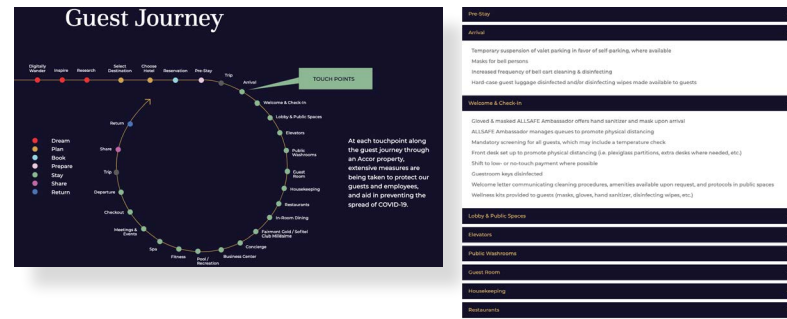 Guest Journey
Digitally
Wander
Inspire
Research
Select
Destination
Choose
Hotel
Reservation
Pre-Stay
Trip
Arrival
TOUCH POINTS
Welcome & Check-In
Lobby & Public Spaces
Elevators
Public
Washrooms
Guest
Room
Housekeeping
Restaurants
In-Room Dining
Fairmont Gold / Sofitel
Club Millésime
Concierge
Business Center
Pool /
Recreation
Fitness
Spa
Meetings &
Events
Checkout
Departure
Trip
Share
Return
Dream
Plan
Book
Prepare
Stay
Share
Return
At each touchpoint along
the guest journey through
an Accor property,
extensive measures are
being taken to protect our
guests and employees,
and aid in preventing the
spread of COVID-19.
Pre-Stay
Arrival
Temporary suspension of valet parking in favor of self-parking, where available
Masks for bell persons
Increased frequency of bell cart cleaning & disinfecting
Hard-case guest luggage disinfected and/or disinfecting wipes made available to guests
Welcome & Check-In
Gloved & masked ALLSAFE Ambassador offers hand sanitizer and mask upon arrival
ALLSAFE Ambassador manages queues to promote physical distancing
Mandatory screening for all guests, which may include a temperature check
Front desk set up to promote physical distancing (i.e. plexiglass partitions, extra desks where needed, etc.)
Shift to low- or no-touch payment where possible
Guestroom keys disinfected
Welcome letter communicating cleaning procedures, amenities available upon request, and protocols in public spaces
Wellness kits provided to guests (masks, gloves, hand sanitizer, disinfecting wipes, etc.)
Lobby & Public Spaces
Elevators
Public Washrooms
Guest Room
Housekeeping
Restaurants